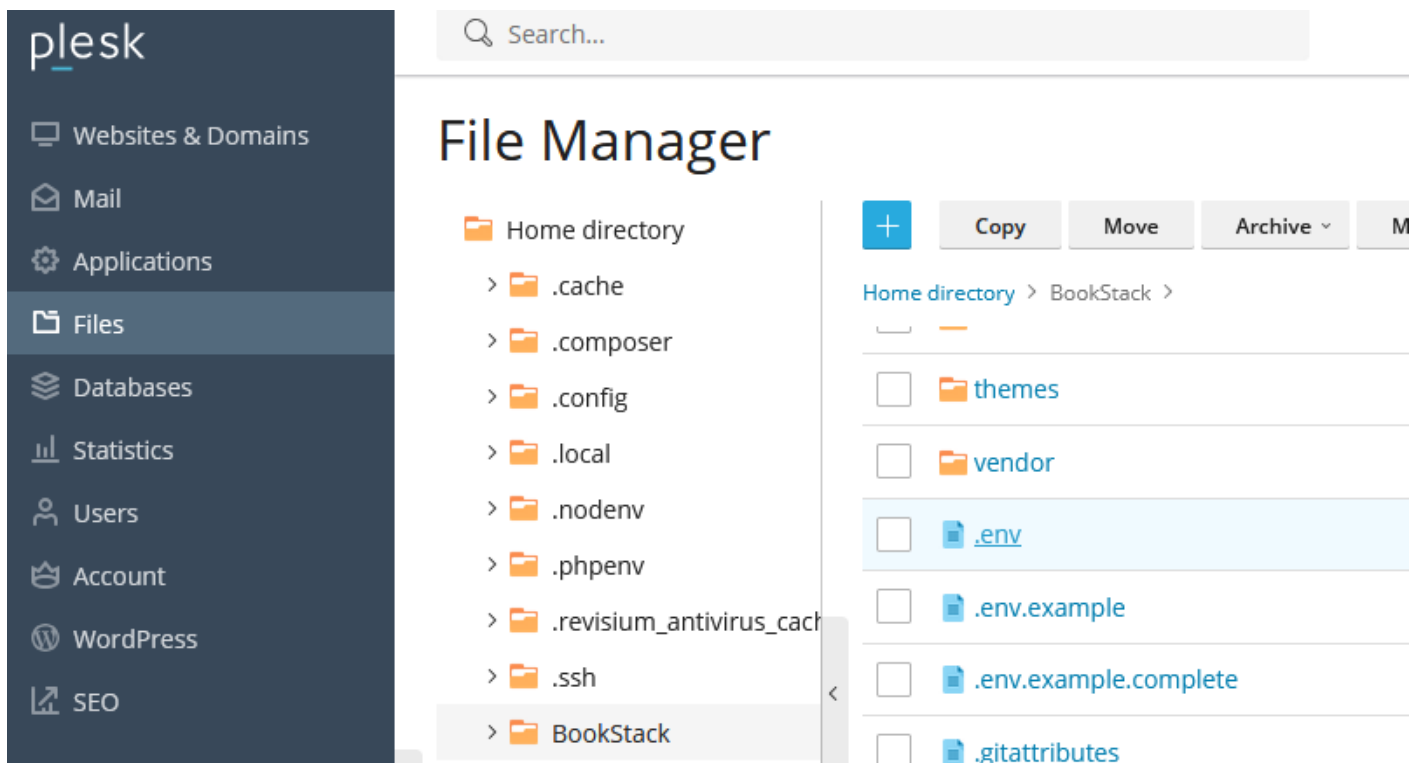 plesk
Search...
Websites & Domains
Mail
Applications
Files
Databases
Statistics
Users
Account
WordPress
SEO
File Manager
Home directory
.cache
.composer
.config
.local
.nodenv
.phpenv
.revisium_antivirus_cach
.ssh
BookStack
+ Copy Move Archive M
Home directory > BookStack >
themes
vendor
.env
.env.example
.env.example.complete
.gitattributes